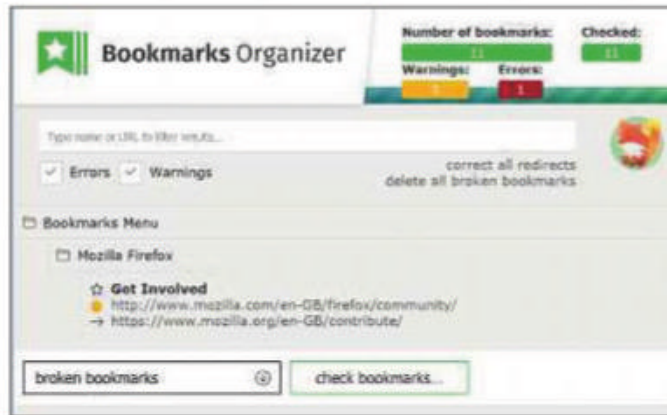 Bookmarks Organizer
Number of bookmarks: Checked:
11 11
Warnings: Errors:
1
Type name or URL to filter results...
Errors Warnings
correct all redirects
delete all broken bookmarks
Bookmarks Menu
Mozilla Firefox
Get Involved
http://www.mozilla.com/en-GB/firefox/community/
→ https://www.mozilla.org/en-GB/contribute/
broken bookmarks
check bookmarks...